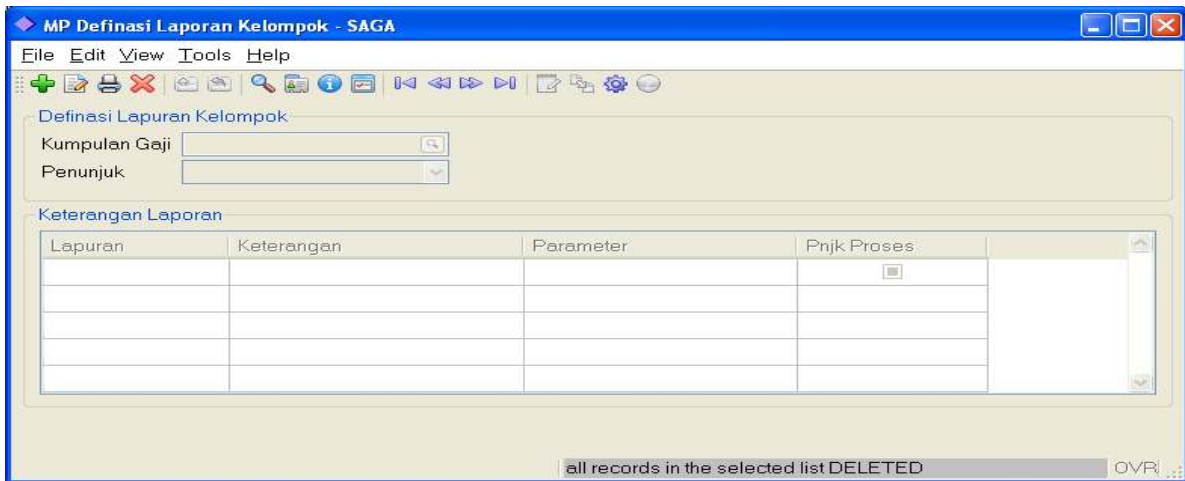 MP Definasi Laporan Kelompok - SAGA
File Edit View Tools Help
Definasi Lapuran Kelompok
Kumpulan Gaji
Penunjuk
Keterangan Laporan
Lapuran Keterangan Parameter Pnjk Proses
all records in the selected list DELETED OVR